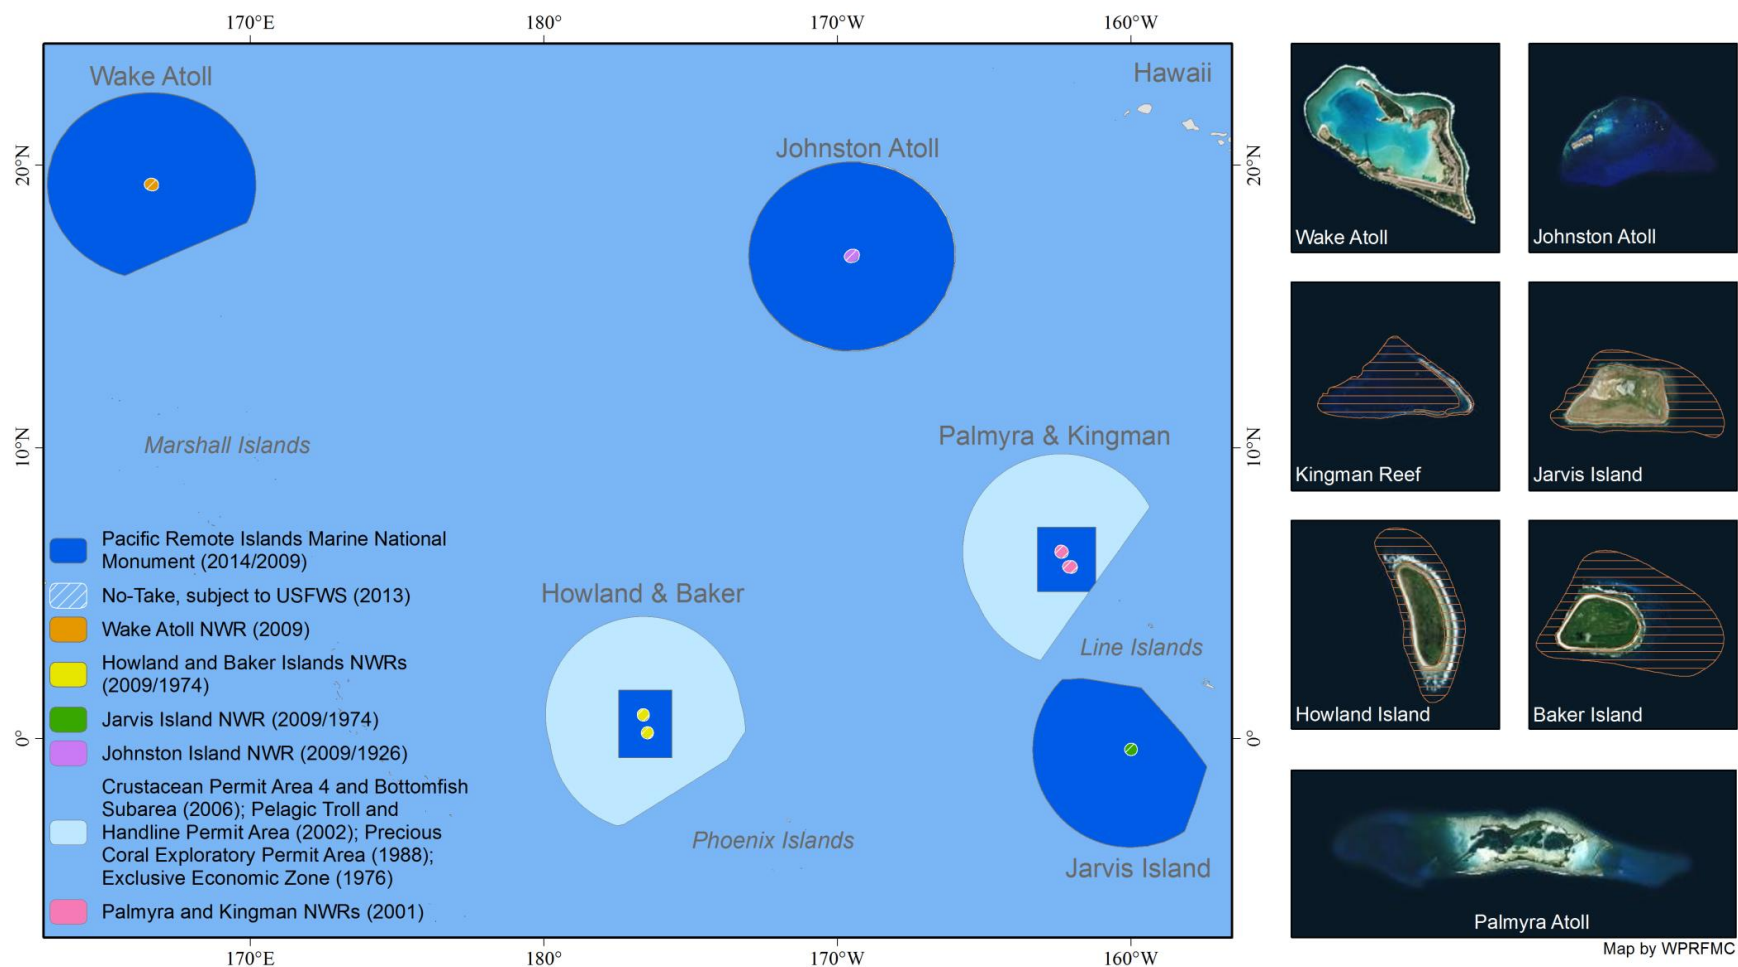 170°E 180° 170°W 160°W
Wake Atoll
Hawaii
Johnston Atoll
20°N
20°N
Marshall Islands
10°N
10°N
Palmyra & Kingman
Howland & Baker
Line Islands
0°
0°
Phoenix Islands
Jarvis Island
Pacific Remote Islands Marine National
Monument (2014/2009)
No-Take, subject to USFWS (2013)
Wake Atoll NWR (2009)
Howland and Baker Islands NWRs
(2009/1974)
Jarvis Island NWR (2009/1974)
Johnston Island NWR (2009/1926)
Crustacean Permit Area 4 and Bottomfish
Subarea (2006); Pelagic Troll and
Handline Permit Area (2002); Precious
Coral Exploratory Permit Area (1988);
Exclusive Economic Zone (1976)
Palmyra and Kingman NWRs (2001)
170°E 180° 170°W 160°W
Wake Atoll
Johnston Atoll
Kingman Reef
Jarvis Island
Howland Island
Baker Island
Palmyra Atoll
Map by WPRFMC